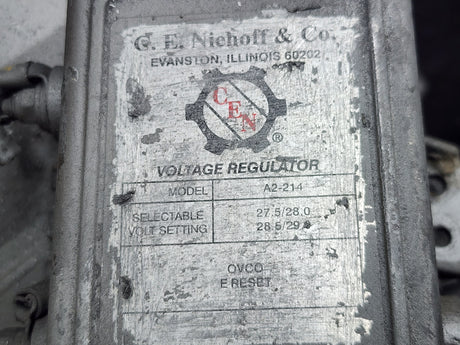 C. E. Niehoff & Co.
EVANSTON, ILLINOIS 60202
CEN
®
VOLTAGE REGULATOR
MODEL A2-214
SELECTABLE 27.5/28.0
VOLT SETTING 28.5/29.0
OVCO
E RESET